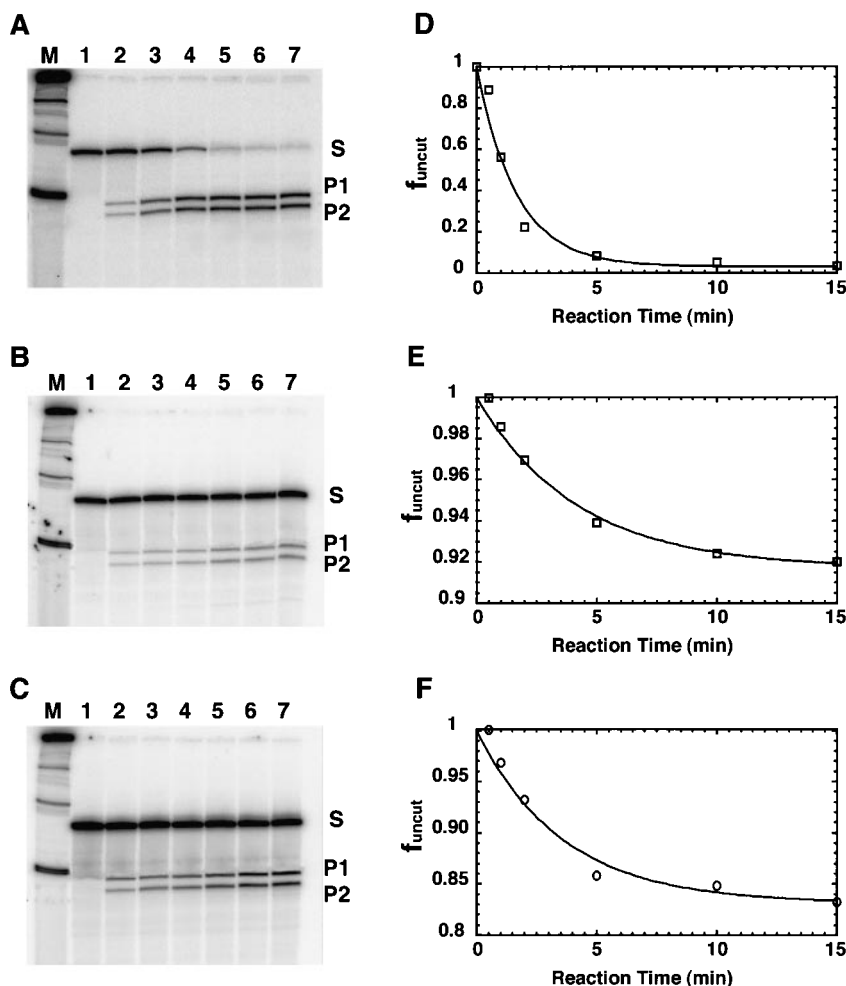 A
M 1 2 3 4 5 6 7
S
P1
P2
D
1
0.8
0.6
0.4
0.2
0
f uncut
0 5 10 15
Reaction Time (min)
B
M 1 2 3 4 5 6 7
S
P1
P2
E
1
0.98
0.96
0.94
0.92
0.9
f uncut
0 5 10 15
Reaction Time (min)
C
M 1 2 3 4 5 6 7
S
P1
P2
F
1
0.95
0.90
0.85
0.8
f uncut
0 5 10 15
Reaction Time (min)